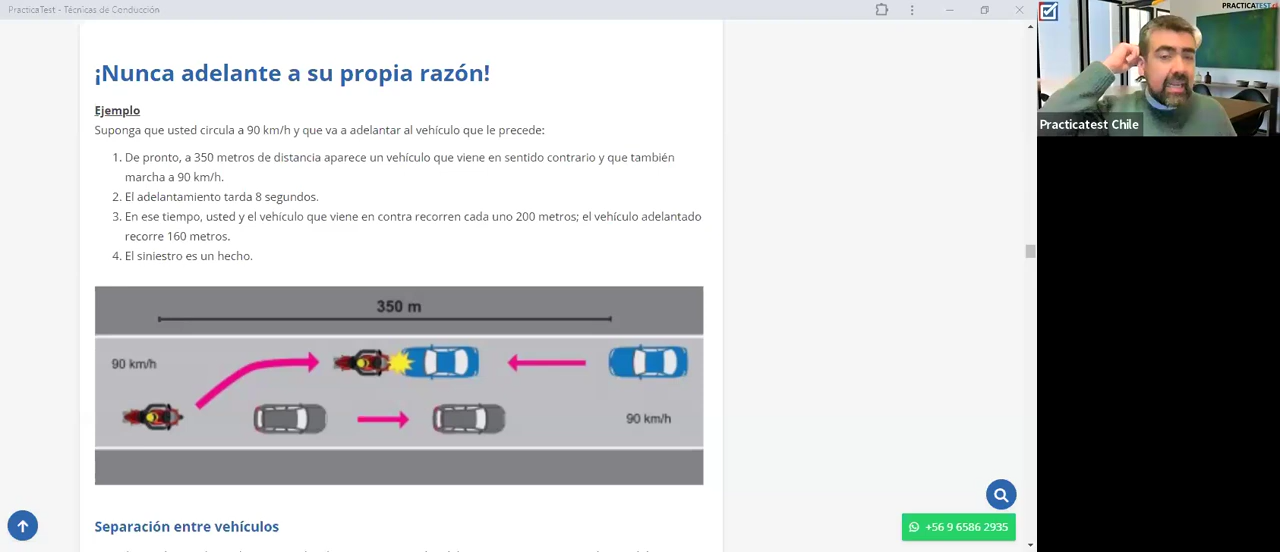 PracticaTest - Técnicas de Conducción
PRACTICATEST.cl
¡Nunca adelante a su propia razón!
Ejemplo
Suponga que usted circula a 90 km/h y que va a adelantar al vehículo que le precede:
1. De pronto, a 350 metros de distancia aparece un vehículo que viene en sentido contrario y que también
marcha a 90 km/h.
2. El adelantamiento tarda 8 segundos.
3. En ese tiempo, usted y el vehículo que viene en contra recorren cada uno 200 metros; el vehículo adelantado
recorre 160 metros.
4. El siniestro es un hecho.
Practicatest Chile
350 m
90 km/h
90 km/h
Separación entre vehículos
+56 9 6586 2935